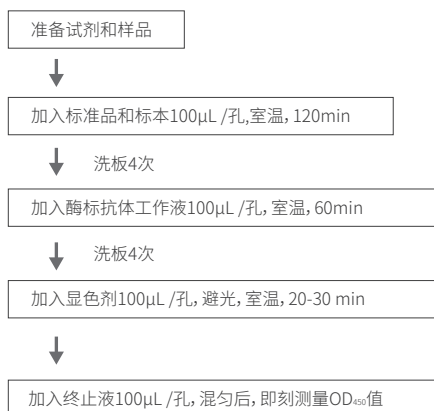 准备试剂和样品
加入标准品和标本100μL /孔,室温，120min
洗板4次
加入酶标抗体工作液100μL /孔，室温，60min
洗板4次
加入显色剂100μL /孔，避光，室温，20-30 min
加入终止液100μL /孔，混匀后，即刻测量OD₄₅₀值